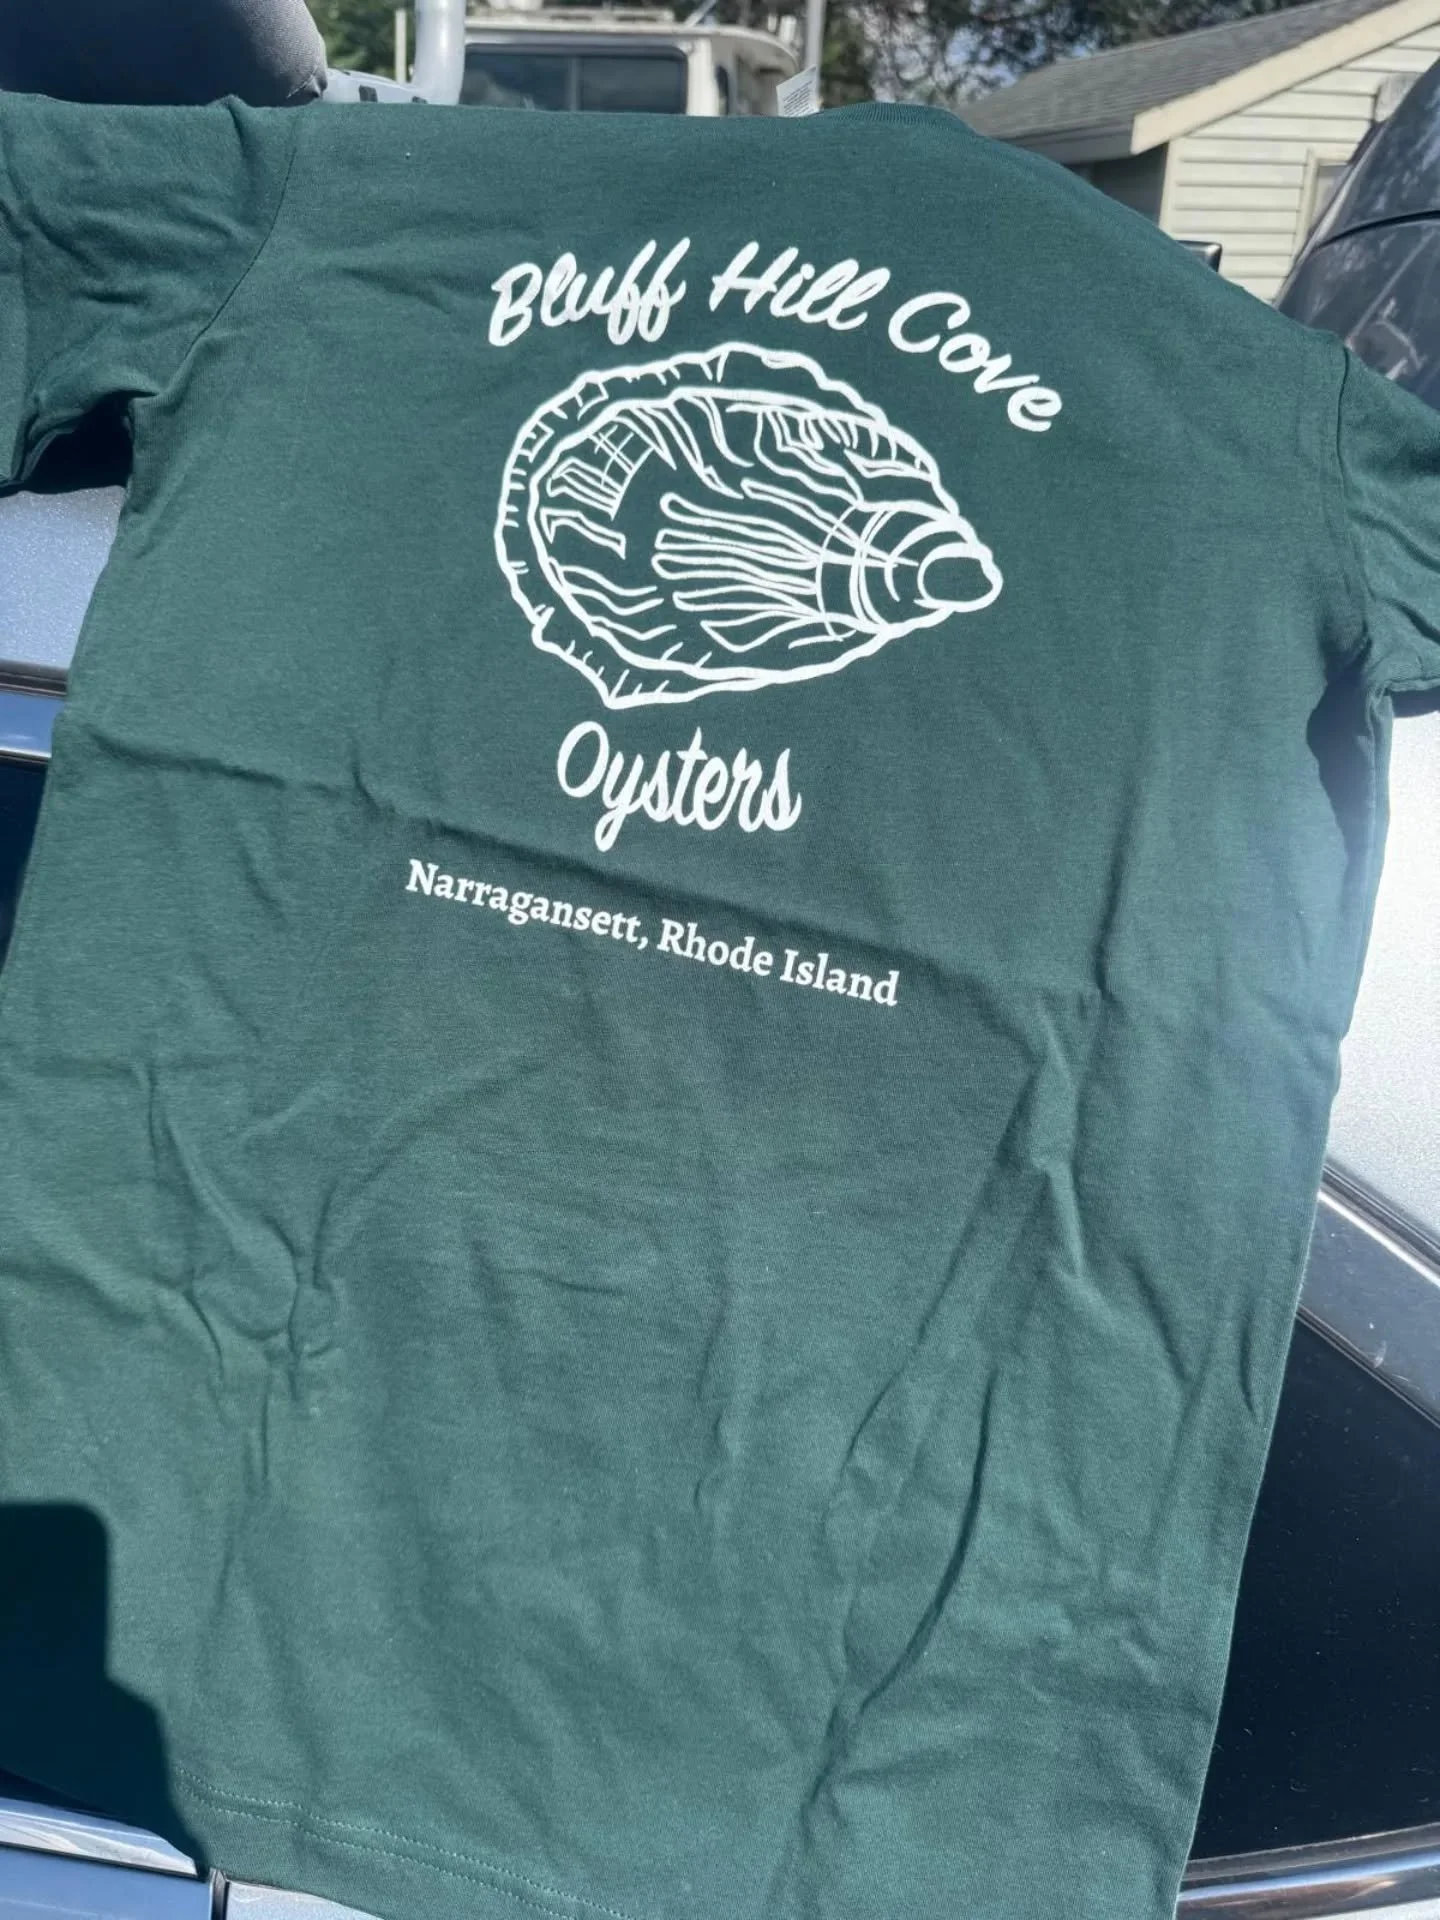 Bluff Hill Cove
Oysters
Narragansett, Rhode Island